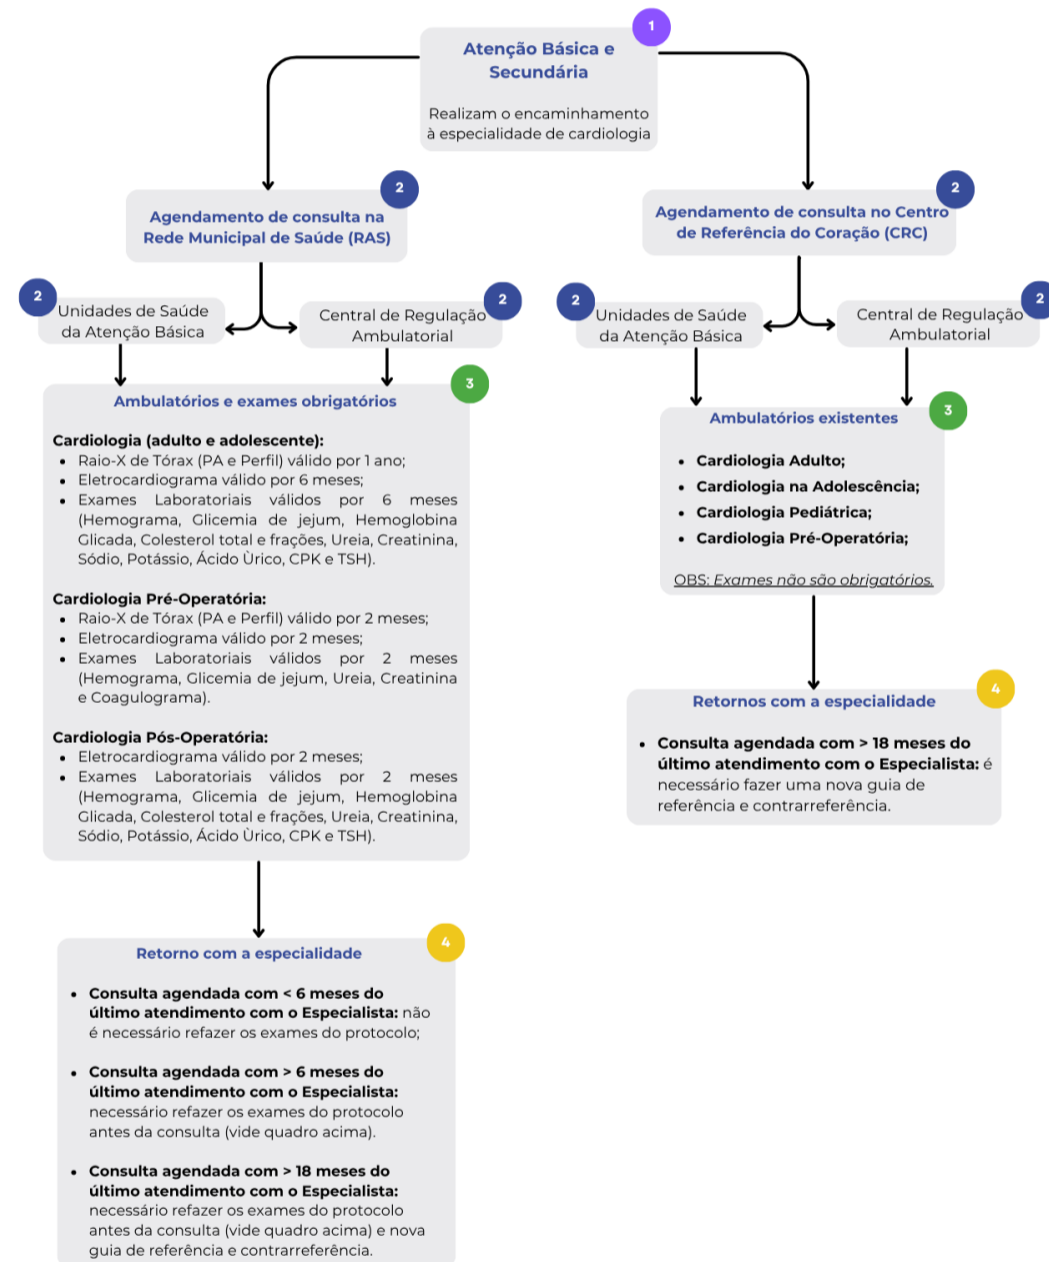 1
Atenção Básica e
Secundária
Realizam o encaminhamento
à especialidade de cardiologia
2
Agendamento de consulta na
Rede Municipal de Saúde (RAS)
2
Unidades de Saúde
da Atenção Básica
2
Central de Regulação
Ambulatorial
3
Ambulatórios e exames obrigatórios
Cardiologia (adulto e adolescente):
• Raio-X de Tórax (PA e Perfil) válido por 1 ano;
• Eletrocardiograma válido por 6 meses;
• Exames Laboratoriais válidos por 6 meses
(Hemograma, Glicemia de jejum, Hemoglobina
Glicada, Colesterol total e frações, Ureia, Creatinina,
Sódio, Potássio, Ácido Ùrico, CPK e TSH).
Cardiologia Pré-Operatória:
• Raio-X de Tórax (PA e Perfil) válido por 2 meses;
• Eletrocardiograma válido por 2 meses;
• Exames Laboratoriais válidos por 2 meses
(Hemograma, Glicemia de jejum, Ureia, Creatinina
e Coagulograma).
Cardiologia Pós-Operatória:
• Eletrocardiograma válido por 2 meses;
• Exames Laboratoriais válidos por 2 meses
(Hemograma, Glicemia de jejum, Hemoglobina
Glicada, Colesterol total e frações, Ureia, Creatinina,
Sódio, Potássio, Ácido Ùrico, CPK e TSH).
4
Retorno com a especialidade
• Consulta agendada com < 6 meses do
último atendimento com o Especialista: não
é necessário refazer os exames do protocolo;
• Consulta agendada com > 6 meses do
último atendimento com o Especialista:
necessário refazer os exames do protocolo
antes da consulta (vide quadro acima).
• Consulta agendada com > 18 meses do
último atendimento com o Especialista:
necessário refazer os exames do protocolo
antes da consulta (vide quadro acima) e nova
guia de referência e contrarreferência.
2
Agendamento de consulta no Centro
de Referência do Coração (CRC)
2
Unidades de Saúde
da Atenção Básica
2
Central de Regulação
Ambulatorial
3
Ambulatórios existentes
• Cardiologia Adulto;
• Cardiologia na Adolescência;
• Cardiologia Pediátrica;
• Cardiologia Pré-Operatória;
OBS: Exames não são obrigatórios.
4
Retornos com a especialidade
• Consulta agendada com > 18 meses do
último atendimento com o Especialista: é
necessário fazer uma nova guia de
referência e contrarreferência.